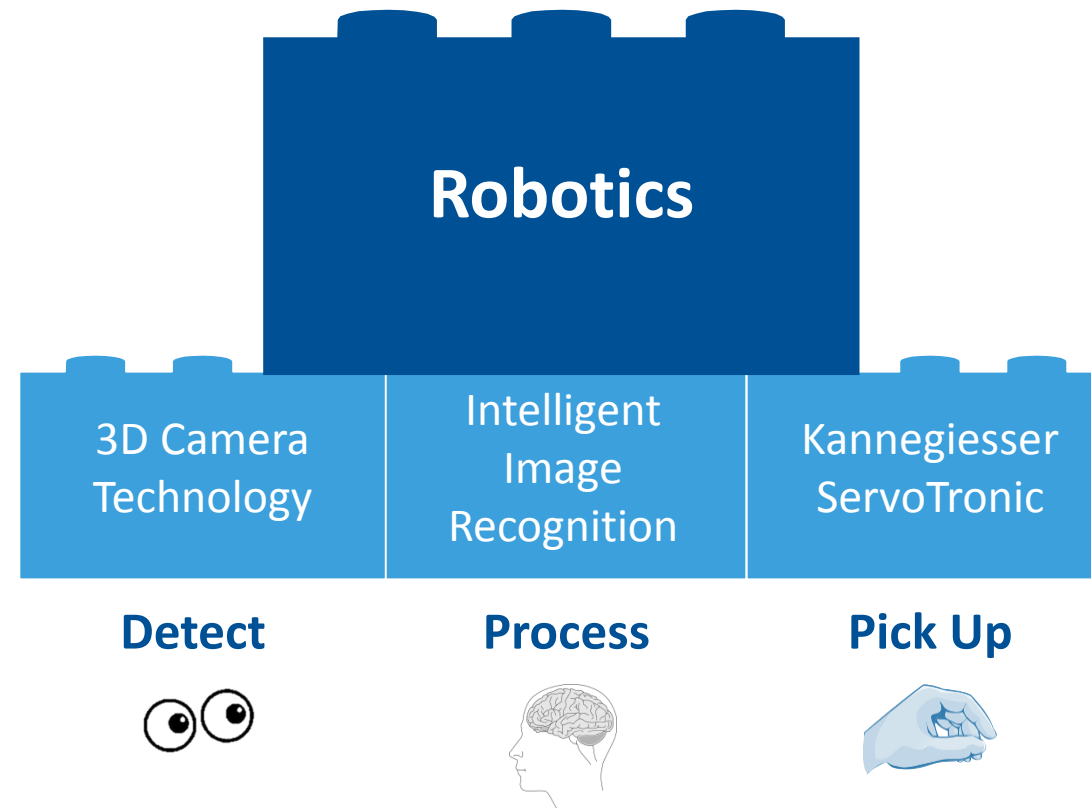 Robotics
3D Camera
Technology
Intelligent
Image
Recognition
Kannegiesser
ServoTronic
Detect
Process
Pick Up